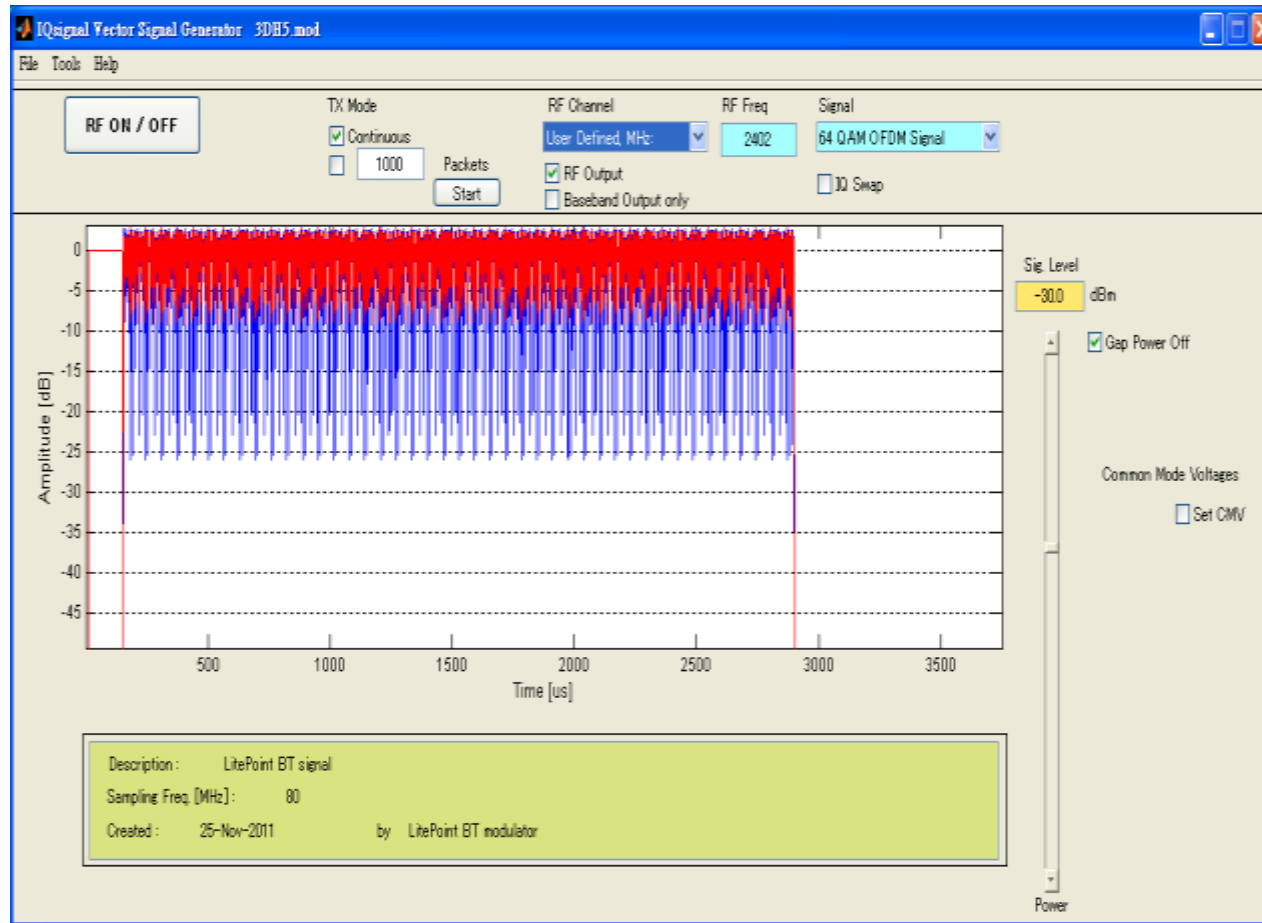 IQsignal Vector Signal Generator 3DH5.mod
File Tools Help
RF ON / OFF
TX Mode
Continuous
1000 Packets
Start
RF Channel
User Defined, MHz:
RF Output
Baseband Output only
RF Freq
2402
Signal
64 QAM OFDM Signal
IQ Swap
Amplitude [dB]
0
-5
-10
-15
-20
-25
-30
-35
-40
-45
500 1000 1500 2000 2500 3000 3500
Time [us]
Sig. Level
-30.0 dBm
Gap Power Off
Common Mode Voltages
Set CMV
Power
Description : LitePoint BT signal
Sampling Freq. [MHz] : 80
Created : 25-Nov-2011 by LitePoint BT modulator